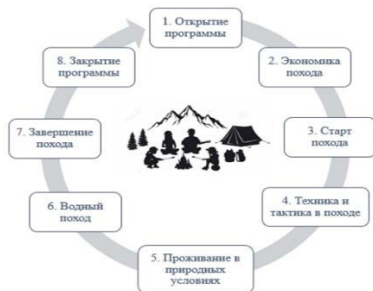 1. Открытие
программы
2. Экономика
похода
3. Старт
похода
4. Техника и
тактика в походе
5. Проживание в
природных
условиях
6. Водный
поход
7. Завершение
похода
8. Закрытие
программы